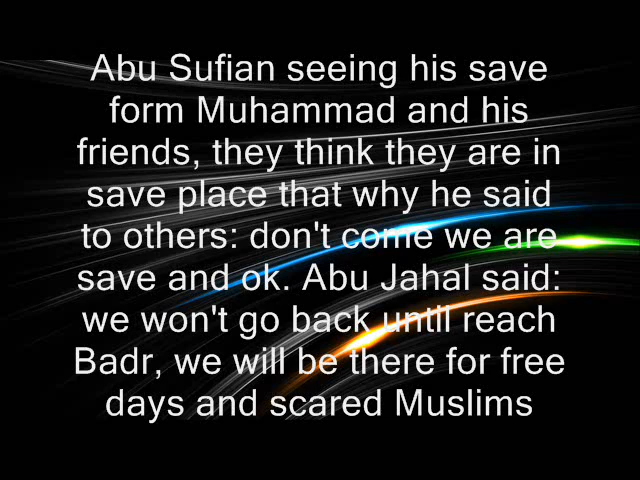 Abu Sufian seeing his save
form Muhammad and his
friends, they think they are in
save place that why he said
to others: don't come we are
save and ok. Abu Jahal said:
we won't go back until reach
Badr, we will be there for free
days and scared Muslims